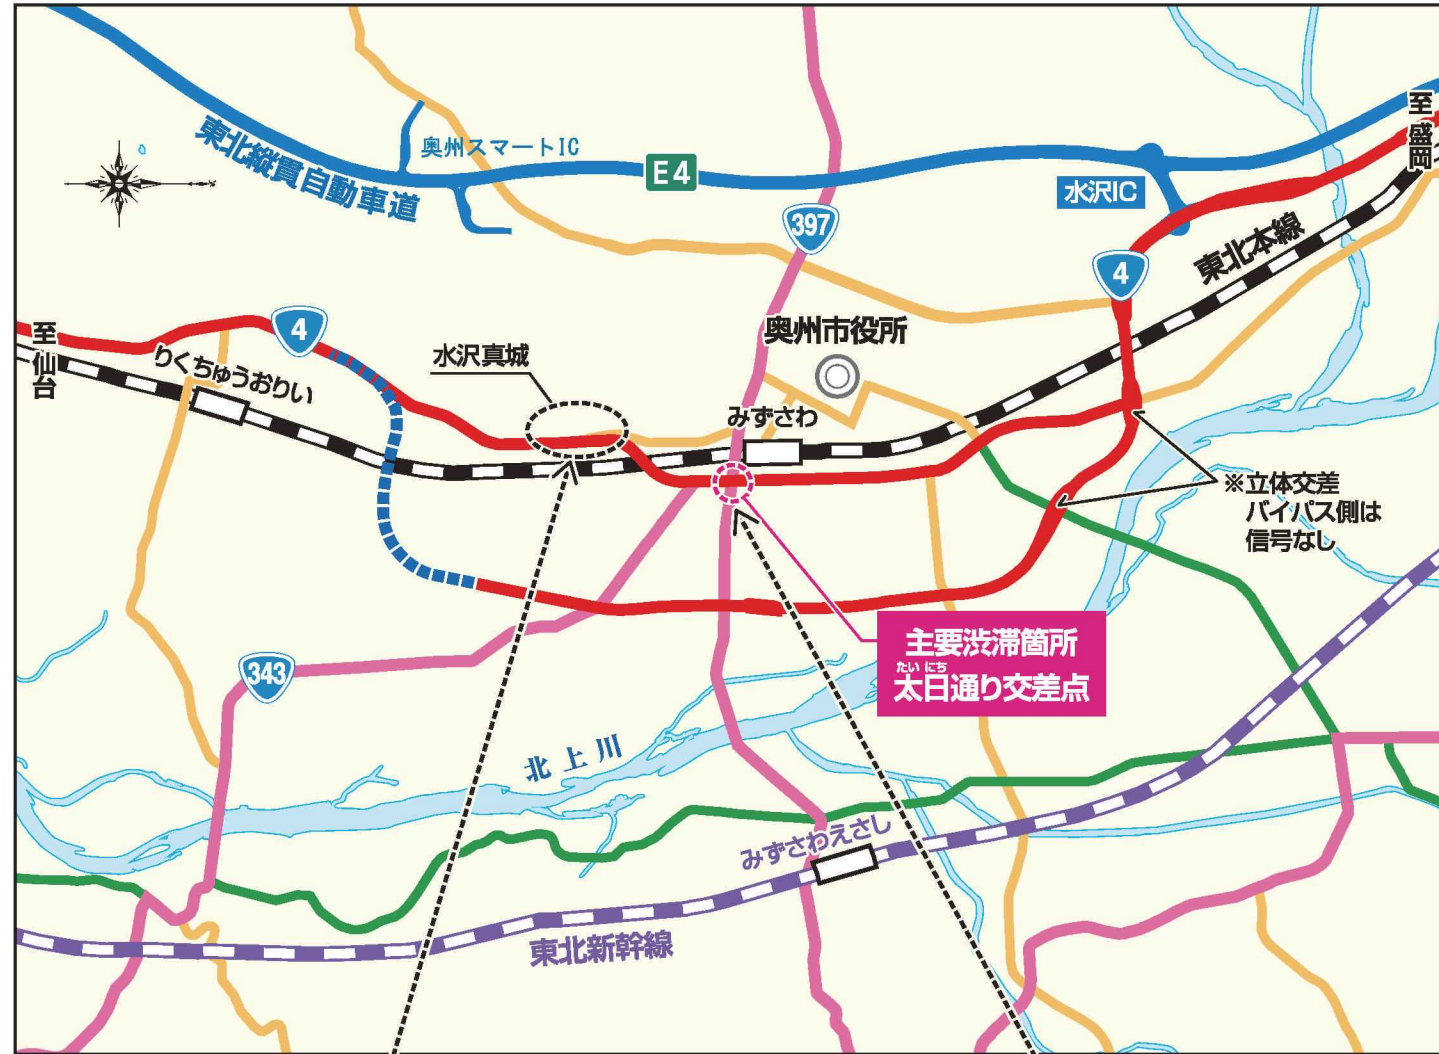 至盛岡
東北縦貫自動車道
奥州スマートIC
E4
水沢IC
397
東北本線
4
奥州市役所
4
至仙台
りくちゅうおりい
水沢真城
みずさわ
※立体交差
バイパス側は
信号なし
主要渋滞箇所
たいにち
太日通り交差点
343
北上川
みずさわえさし
東北新幹線